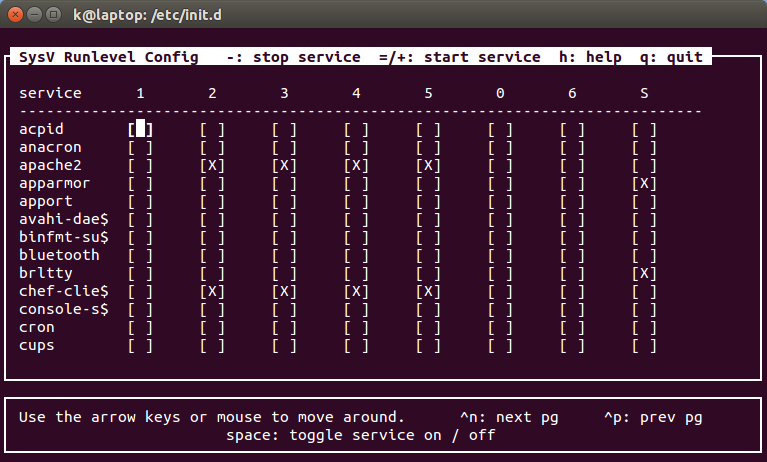 k@laptop: /etc/init.d
SysV Runlevel Config   -: stop service  =/+: start service  h: help  q: quit
service      1       2      3       4      5       0      6       S
----------------------------------------------------------------------------
acpid       [ ]     [ ]     [ ]     [ ]     [ ]     [ ]     [ ]     [ ]
anacron     [ ]     [ ]     [ ]     [ ]     [ ]     [ ]     [ ]     [ ]
apache2     [ ]     [X]     [X]     [X]     [X]     [ ]     [ ]     [ ]
apparmor    [ ]     [ ]     [ ]     [ ]     [ ]     [ ]     [ ]     [X]
apport      [ ]     [ ]     [ ]     [ ]     [ ]     [ ]     [ ]     [ ]
avahi-dae$  [ ]     [ ]     [ ]     [ ]     [ ]     [ ]     [ ]     [ ]
binfmt-su$  [ ]     [ ]     [ ]     [ ]     [ ]     [ ]     [ ]     [ ]
bluetooth   [ ]     [ ]     [ ]     [ ]     [ ]     [ ]     [ ]     [ ]
brltty      [ ]     [ ]     [ ]     [ ]     [ ]     [ ]     [ ]     [X]
chef-clie$  [ ]     [X]     [X]     [X]     [X]     [ ]     [ ]     [ ]
console-s$  [ ]     [ ]     [ ]     [ ]     [ ]     [ ]     [ ]     [ ]
cron        [ ]     [ ]     [ ]     [ ]     [ ]     [ ]     [ ]     [ ]
cups        [ ]     [ ]     [ ]     [ ]     [ ]     [ ]     [ ]     [ ]
Use the arrow keys or mouse to move around.      ^n: next pg     ^p: prev pg
space: toggle service on / off